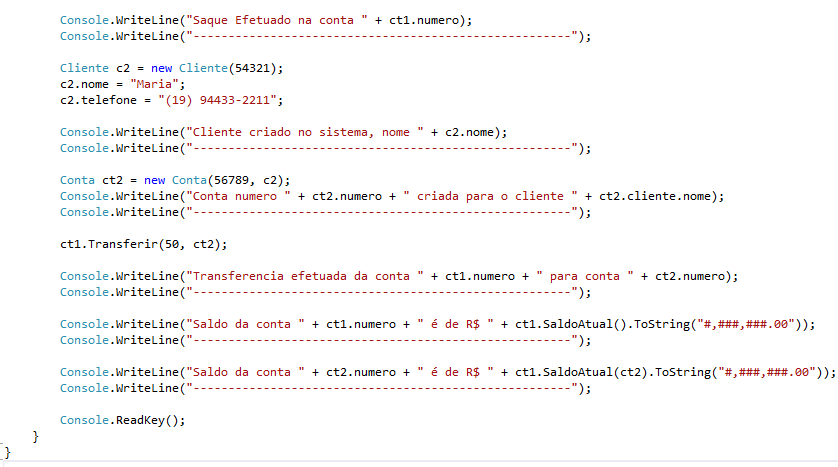 Console.WriteLine("Saque Efetuado na conta " + ct1.numero);
Console.WriteLine("------------------------------------------------------");
Cliente c2 = new Cliente(54321);
c2.nome = "Maria";
c2.telefone = "(19) 94433-2211";
Console.WriteLine("Cliente criado no sistema, nome " + c2.nome);
Console.WriteLine("------------------------------------------------------");
Conta ct2 = new Conta(56789, c2);
Console.WriteLine("Conta numero " + ct2.numero + " criada para o cliente " + ct2.cliente.nome);
Console.WriteLine("------------------------------------------------------");
ct1.Transferir(50, ct2);
Console.WriteLine("Transferencia efetuada da conta " + ct1.numero + " para conta " + ct2.numero);
Console.WriteLine("------------------------------------------------------");
Console.WriteLine("Saldo da conta " + ct1.numero + " é de R$ " + ct1.SaldoAtual().ToString("#,###,###.00"));
Console.WriteLine("------------------------------------------------------");
Console.WriteLine("Saldo da conta " + ct2.numero + " é de R$ " + ct1.SaldoAtual(ct2).ToString("#,###,###.00"));
Console.WriteLine("------------------------------------------------------");
Console.ReadKey();
}
}